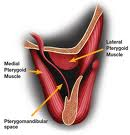 Lateral
Pterygoid
Muscle
Medial
Pterygoid
Muscle
Pterygomandibular
space